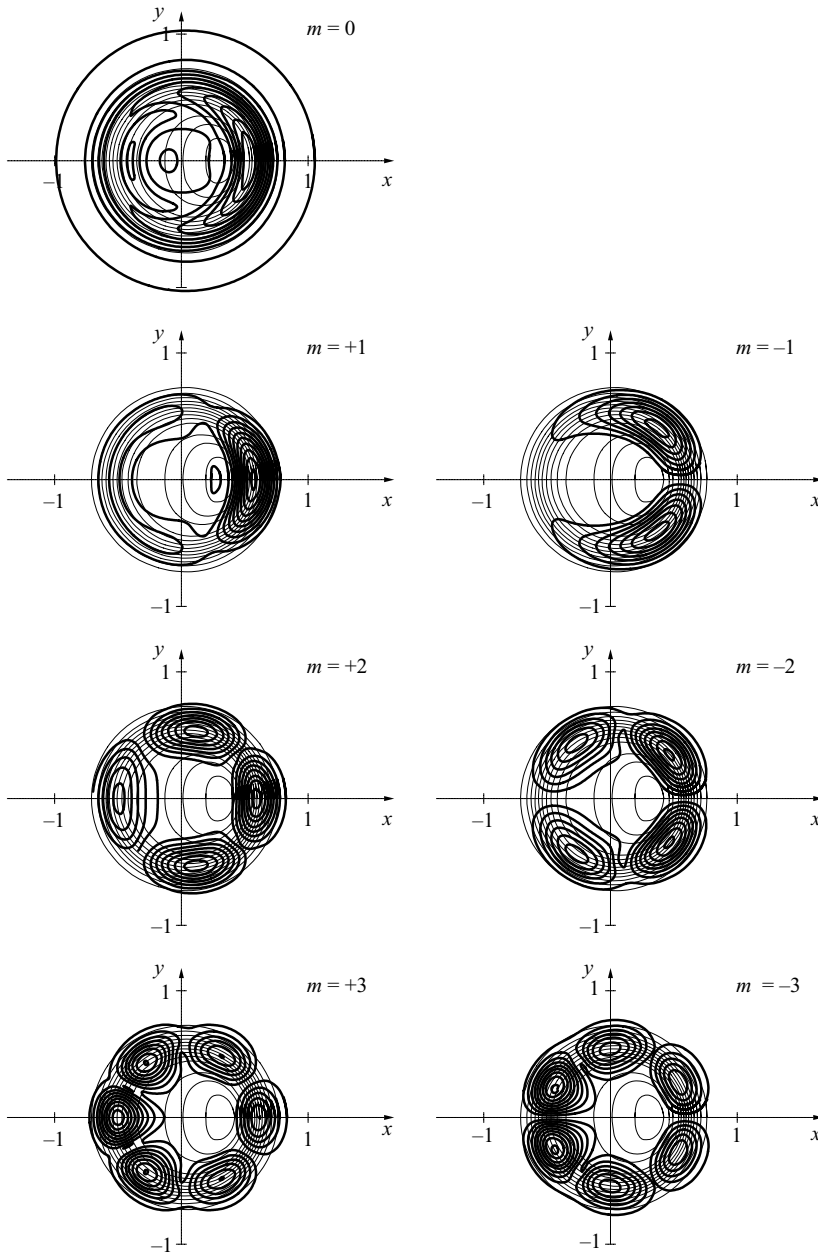 y
m = 0
1
–1
1
x
y
m = +1
1
–1
1
x
–1
y
m = –1
1
–1
1
x
–1
y
m = +2
1
–1
1
x
–1
y
m = –2
1
–1
1
x
–1
y
m = +3
1
–1
1
x
–1
y
m = –3
1
–1
1
x
–1